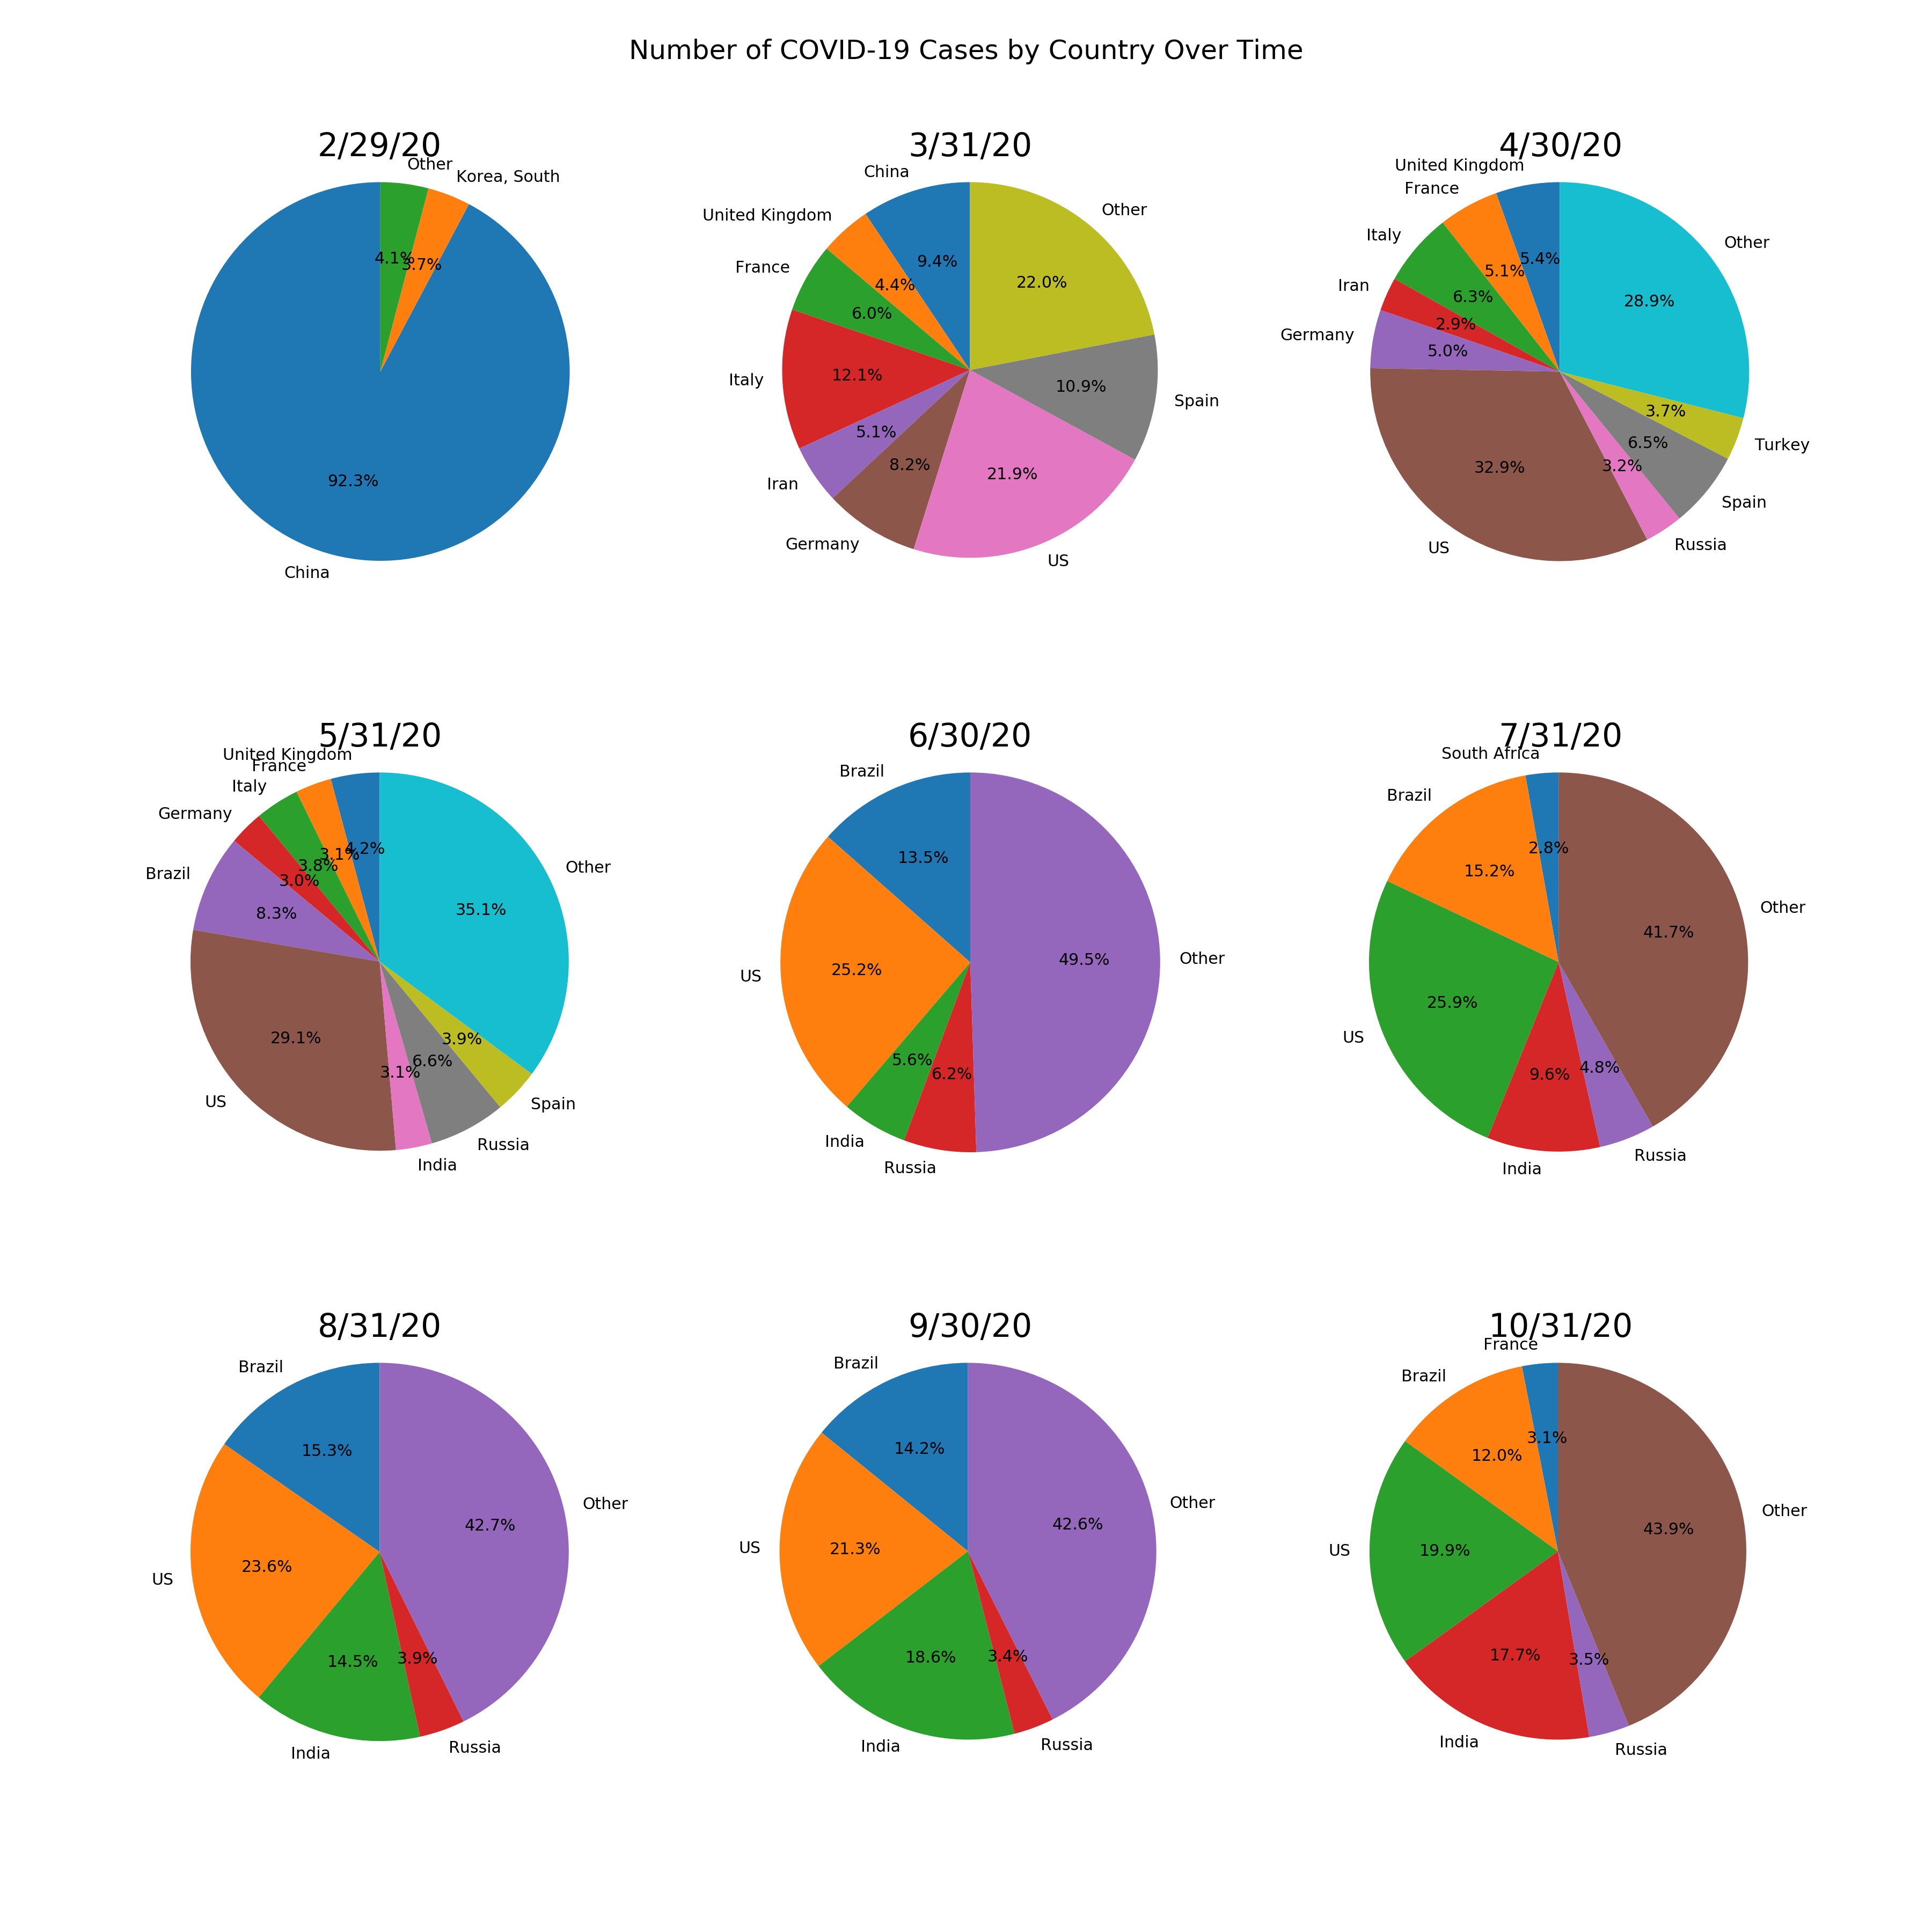 Number of COVID-19 Cases by Country Over Time
2/29/20
Other
Korea, South
4.1%
3.7%
92.3%
China
3/31/20
China
United Kingdom
Other
France
9.4%
22.0%
4.4%
6.0%
Italy
12.1%
10.9%
Spain
5.1%
8.2%
21.9%
Iran
Germany
US
4/30/20
United Kingdom
France
Italy
Other
Iran
5.4%
5.1%
6.3%
28.9%
2.9%
Germany
5.0%
3.7%
6.5%
Turkey
32.9%
3.2%
Spain
US
Russia
5/31/20
United Kingdom
France
Italy
Germany
4.2%
3.1%
3.8%
3.0%
Other
Brazil
8.3%
35.1%
29.1%
3.9%
6.6%
3.1%
US
Spain
Russia
India
6/30/20
Brazil
13.5%
US
25.2%
49.5%
Other
5.6%
6.2%
India
Russia
7/31/20
South Africa
Brazil
2.8%
15.2%
Other
41.7%
25.9%
US
9.6%
4.8%
Russia
India
8/31/20
Brazil
15.3%
Other
42.7%
US
23.6%
14.5%
3.9%
India
Russia
9/30/20
Brazil
14.2%
Other
42.6%
US
21.3%
18.6%
3.4%
India
Russia
10/31/20
France
Brazil
3.1%
12.0%
Other
43.9%
US
19.9%
17.7%
3.5%
India
Russia